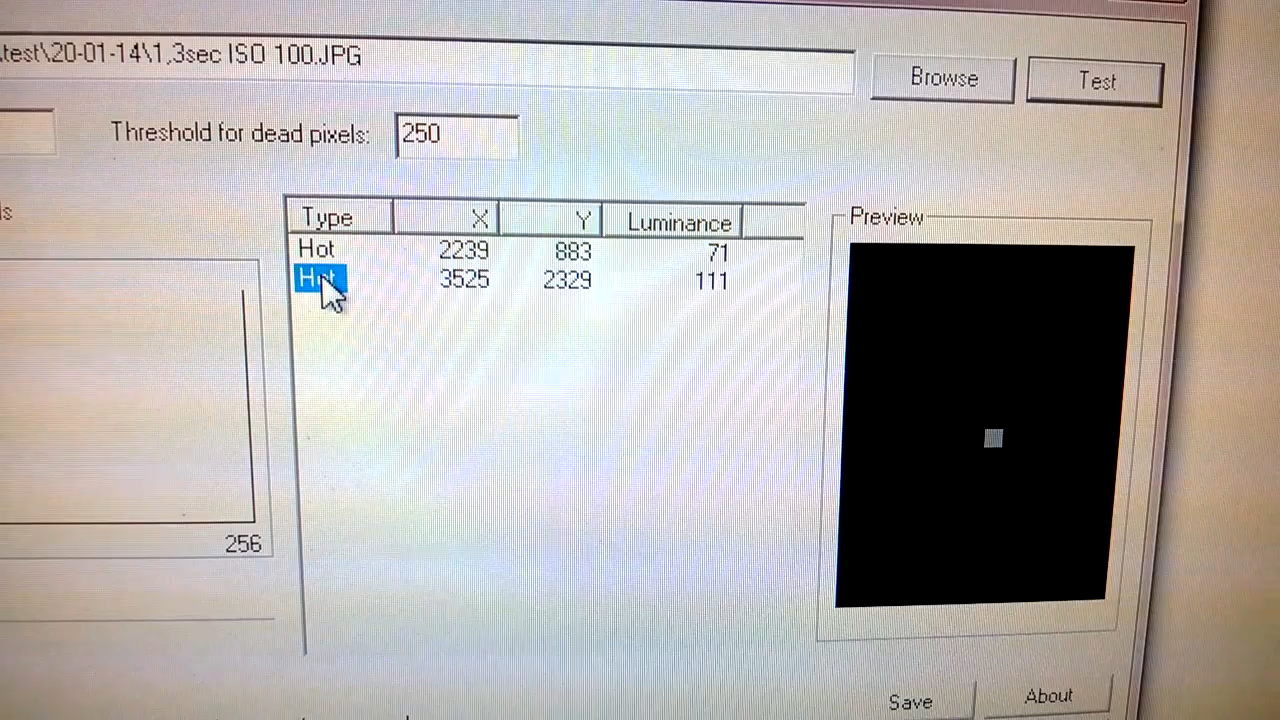 \test\20-01-14\1,3sec ISO 100.JPG
Browse
Test
Threshold for dead pixels:
250
Type X Y Luminance
Hot 2239 883 71
Hot 3525 2329 111
Preview
256
Save
About